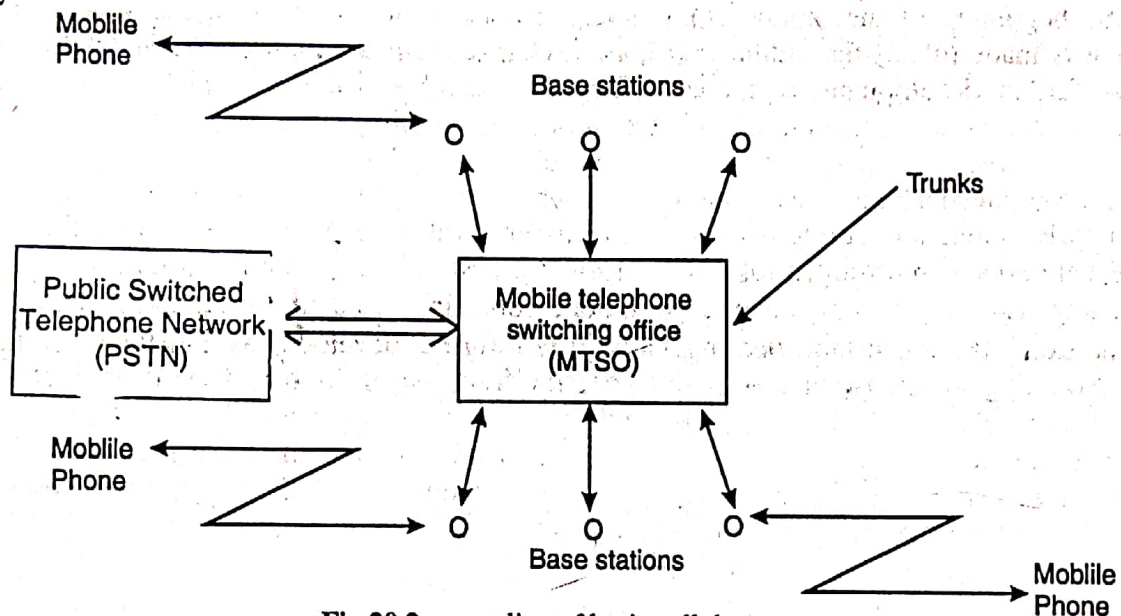 Moblile
Phone
Base stations
O O O
Trunks
Public Switched
Telephone Network
(PSTN)
Mobile telephone
switching office
(MTSO)
Moblile
Phone
O O O
Base stations
Moblile
Phone